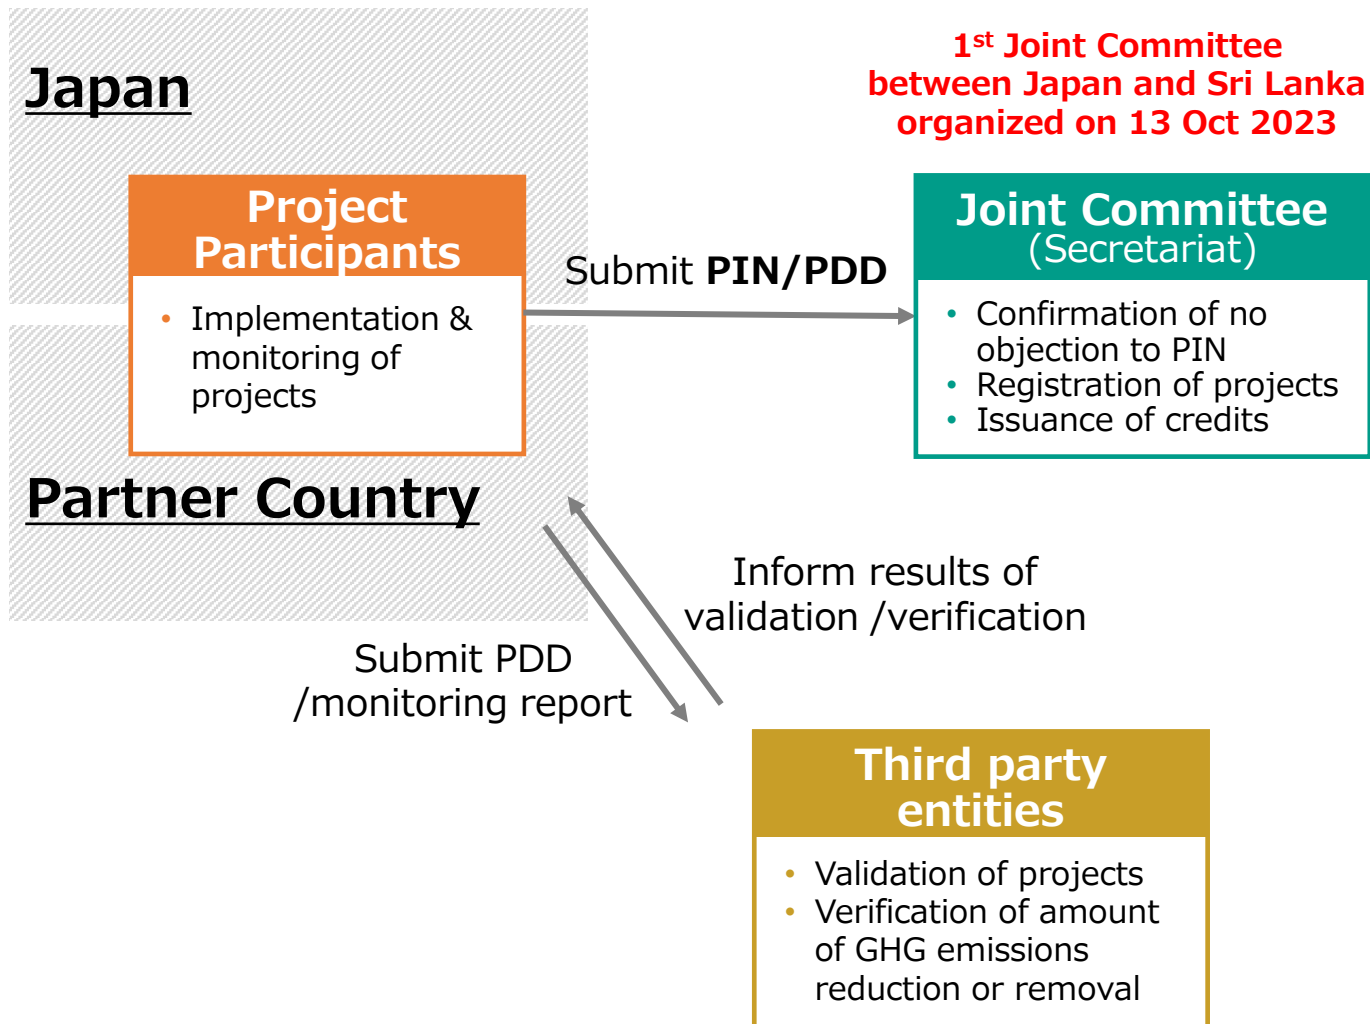 Japan
1st Joint Committee
between Japan and Sri Lanka
organized on 13 Oct 2023
Project
Participants
• Implementation &
monitoring of
projects
Submit PIN/PDD
Joint Committee
(Secretariat)
• Confirmation of no
objection to PIN
• Registration of projects
• Issuance of credits
Partner Country
Inform results of
validation /verification
Submit PDD
/monitoring report
Third party
entities
• Validation of projects
• Verification of amount
of GHG emissions
reduction or removal